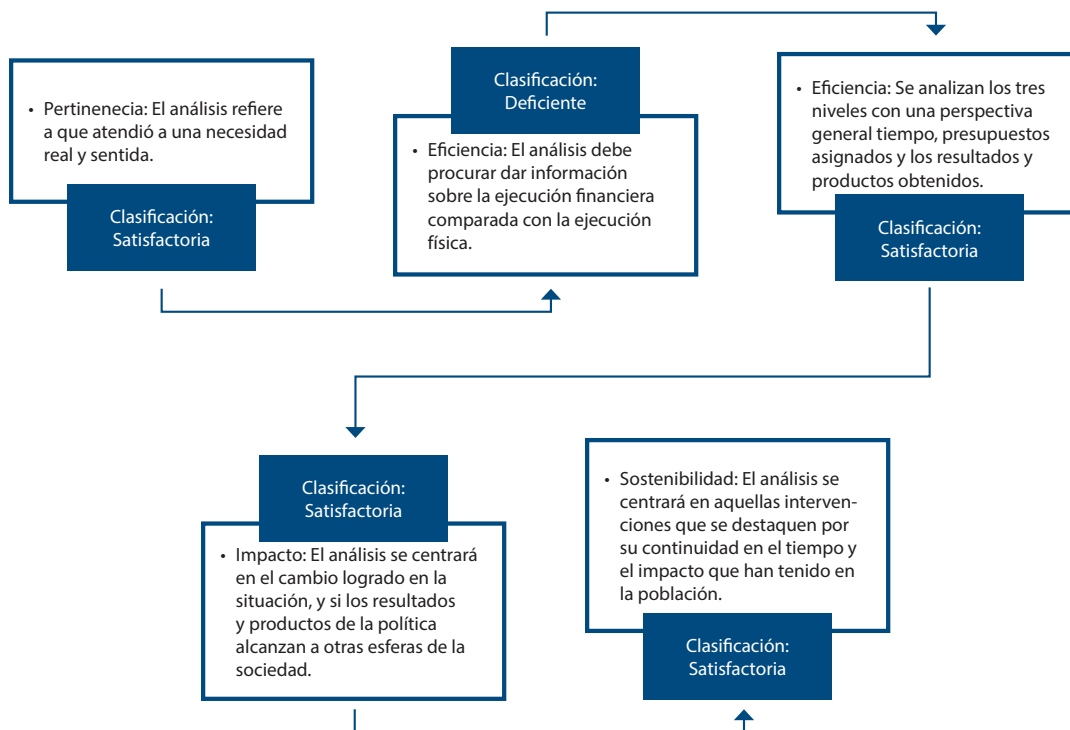 • Pertinenecia: El análisis refiere
a que atendió a una necesidad
real y sentida.
Clasificación:
Satisfactoria
Clasificación:
Deficiente
• Eficiencia: El análisis debe
procurar dar información
sobre la ejecución financiera
comparada con la ejecución
física.
• Eficiencia: Se analizan los tres
niveles con una perspectiva
general tiempo, presupuestos
asignados y los resultados y
productos obtenidos.
Clasificación:
Satisfactoria
Clasificación:
Satisfactoria
• Impacto: El análisis se centrará
en el cambio logrado en la
situación, y si los resultados
y productos de la política
alcanzan a otras esferas de la
sociedad.
• Sostenibilidad: El análisis se
centrará en aquellas interven-
ciones que se destaquen por
su continuidad en el tiempo y
el impacto que han tenido en
la población.
Clasificación:
Satisfactoria